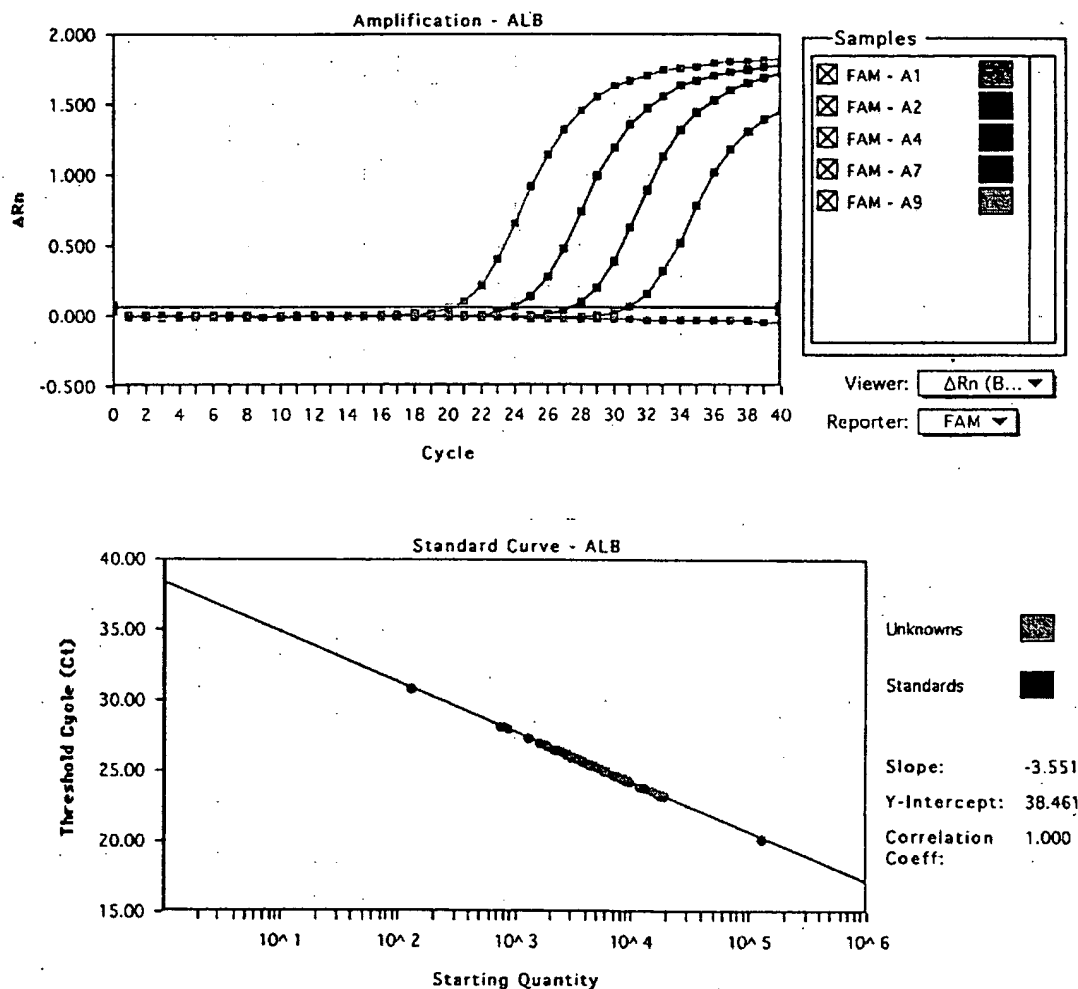 Amplification - ALB
2.000
1.500
1.000
0.500
0.000
-0.500
ΔRn
0 2 4 6 8 10 12 14 16 18 20 22 24 26 28 30 32 34 36 38 40
Cycle
Samples
FAM - A1
FAM - A2
FAM - A4
FAM - A7
FAM - A9
Viewer: ΔRn (B... ▼
Reporter: FAM ▼
Standard Curve - ALB
40.00
35.00
30.00
25.00
20.00
15.00
Threshold Cycle (Ct)
10^1 10^2 10^3 10^4 10^5 10^6
Starting Quantity
Unknowns
Standards
Slope: -3.551
Y-Intercept: 38.461
Correlation 1.000
Coeff: